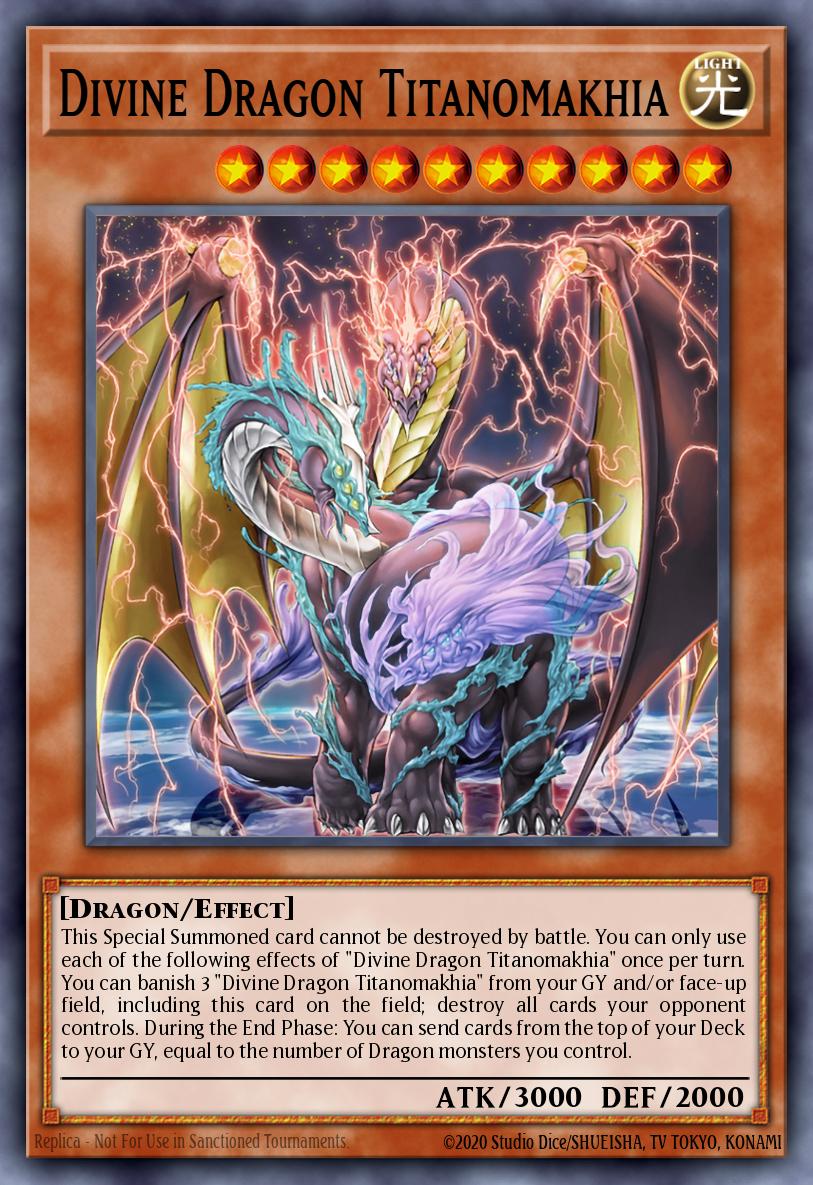 Divine Dragon Titanomakhia
LIGHT
光
[Dragon/Effect]
This Special Summoned card cannot be destroyed by battle. You can only use
each of the following effects of "Divine Dragon Titanomakhia" once per turn.
You can banish 3 "Divine Dragon Titanomakhia" from your GY and/or face-up
field, including this card on the field; destroy all cards your opponent
controls. During the End Phase: You can send cards from the top of your Deck
to your GY, equal to the number of Dragon monsters you control.
ATK/3000 DEF/2000
Replica - Not For Use in Sanctioned Tournaments.
©2020 Studio Dice/SHUEISHA, TV TOKYO, KONAMI